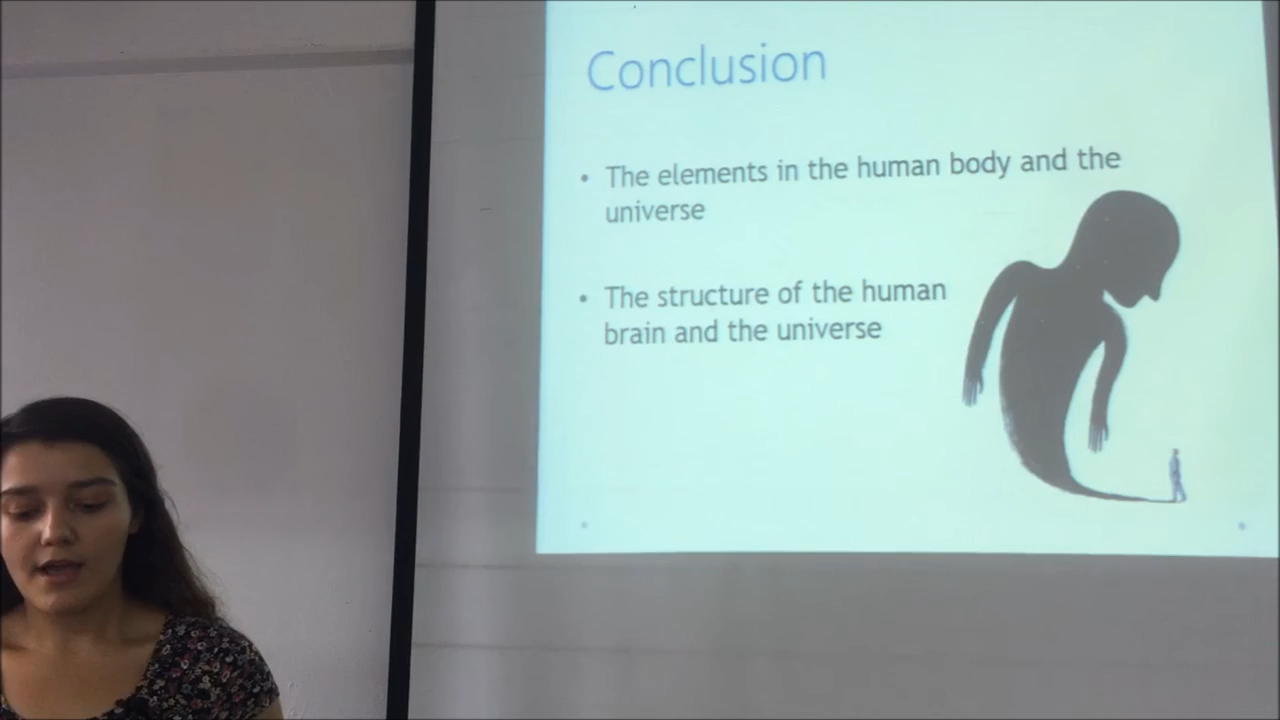 Conclusion
• The elements in the human body and the
universe
• The structure of the human
brain and the universe